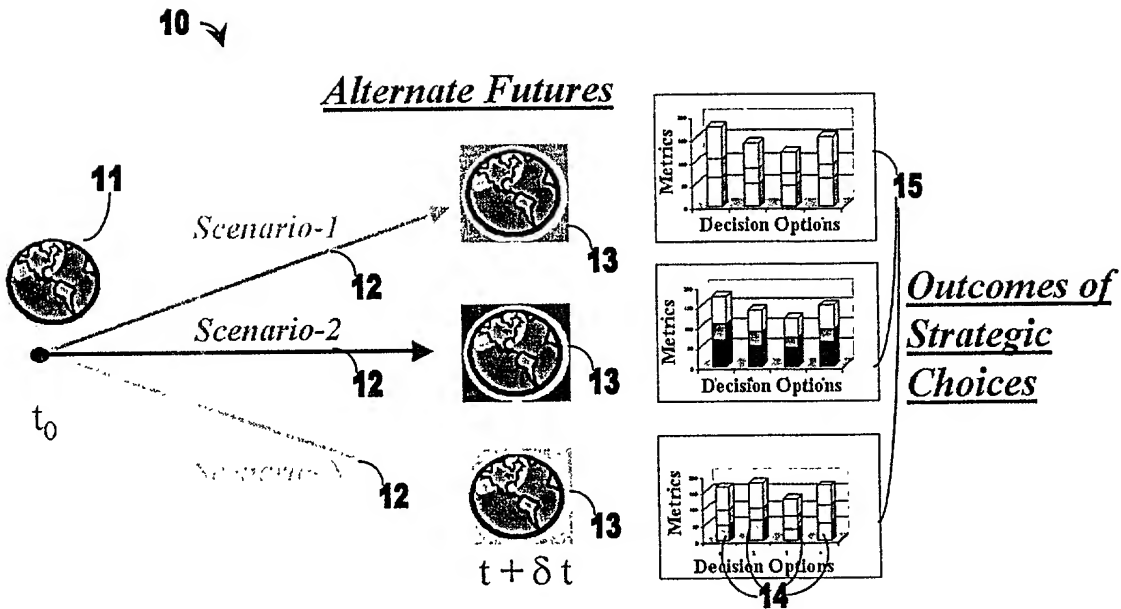 10
Alternate Futures
11
Scenario-1
12
13
Metrics
Decision Options
15
Scenario-2
12
13
Metrics
Decision Options
Outcomes of
Strategic
Choices
t₀
12
13
Metrics
Decision Options
14
t + δ t